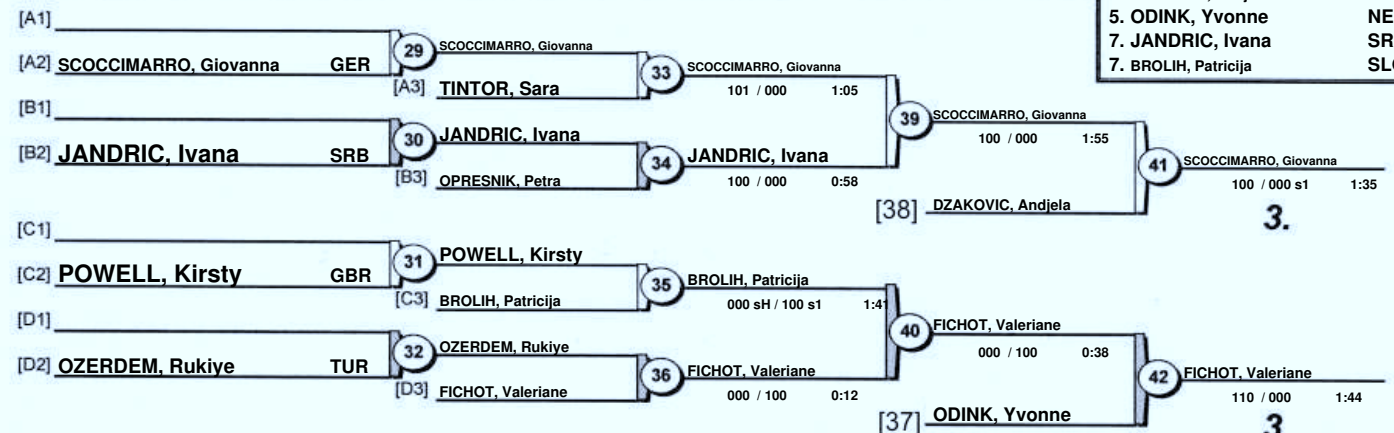 [A1]
[A2] SCOCCIMARRO, Giovanna GER
29
SCOCCIMARRO, Giovanna
[A3] TINTOR, Sara
33
SCOCCIMARRO, Giovanna
101 / 000 1:05
[B1]
[B2] JANDRIC, Ivana SRB
30
JANDRIC, Ivana
[B3] OPRESNIK, Petra
34
JANDRIC, Ivana
100 / 000 0:58
39
SCOCCIMARRO, Giovanna
100 / 000 1:55
[38] DZAKOVIC, Andjela
41
SCOCCIMARRO, Giovanna
100 / 000 s1 1:35
3.
[C1]
[C2] POWELL, Kirsty GBR
31
POWELL, Kirsty
[C3] BROLIH, Patricija
35
BROLIH, Patricija
000 sH / 100 s1 1:41
[D1]
[D2] OZERDEM, Rukiye TUR
32
OZERDEM, Rukiye
[D3] FICHOT, Valeriane
36
FICHOT, Valeriane
000 / 100 0:12
40
FICHOT, Valeriane
000 / 100 0:38
[37] ODINK, Yvonne
42
FICHOT, Valeriane
110 / 000 1:44
3
5. ODINK, Yvonne NE
7. JANDRIC, Ivana SR
7. BROLIH, Patricija SL